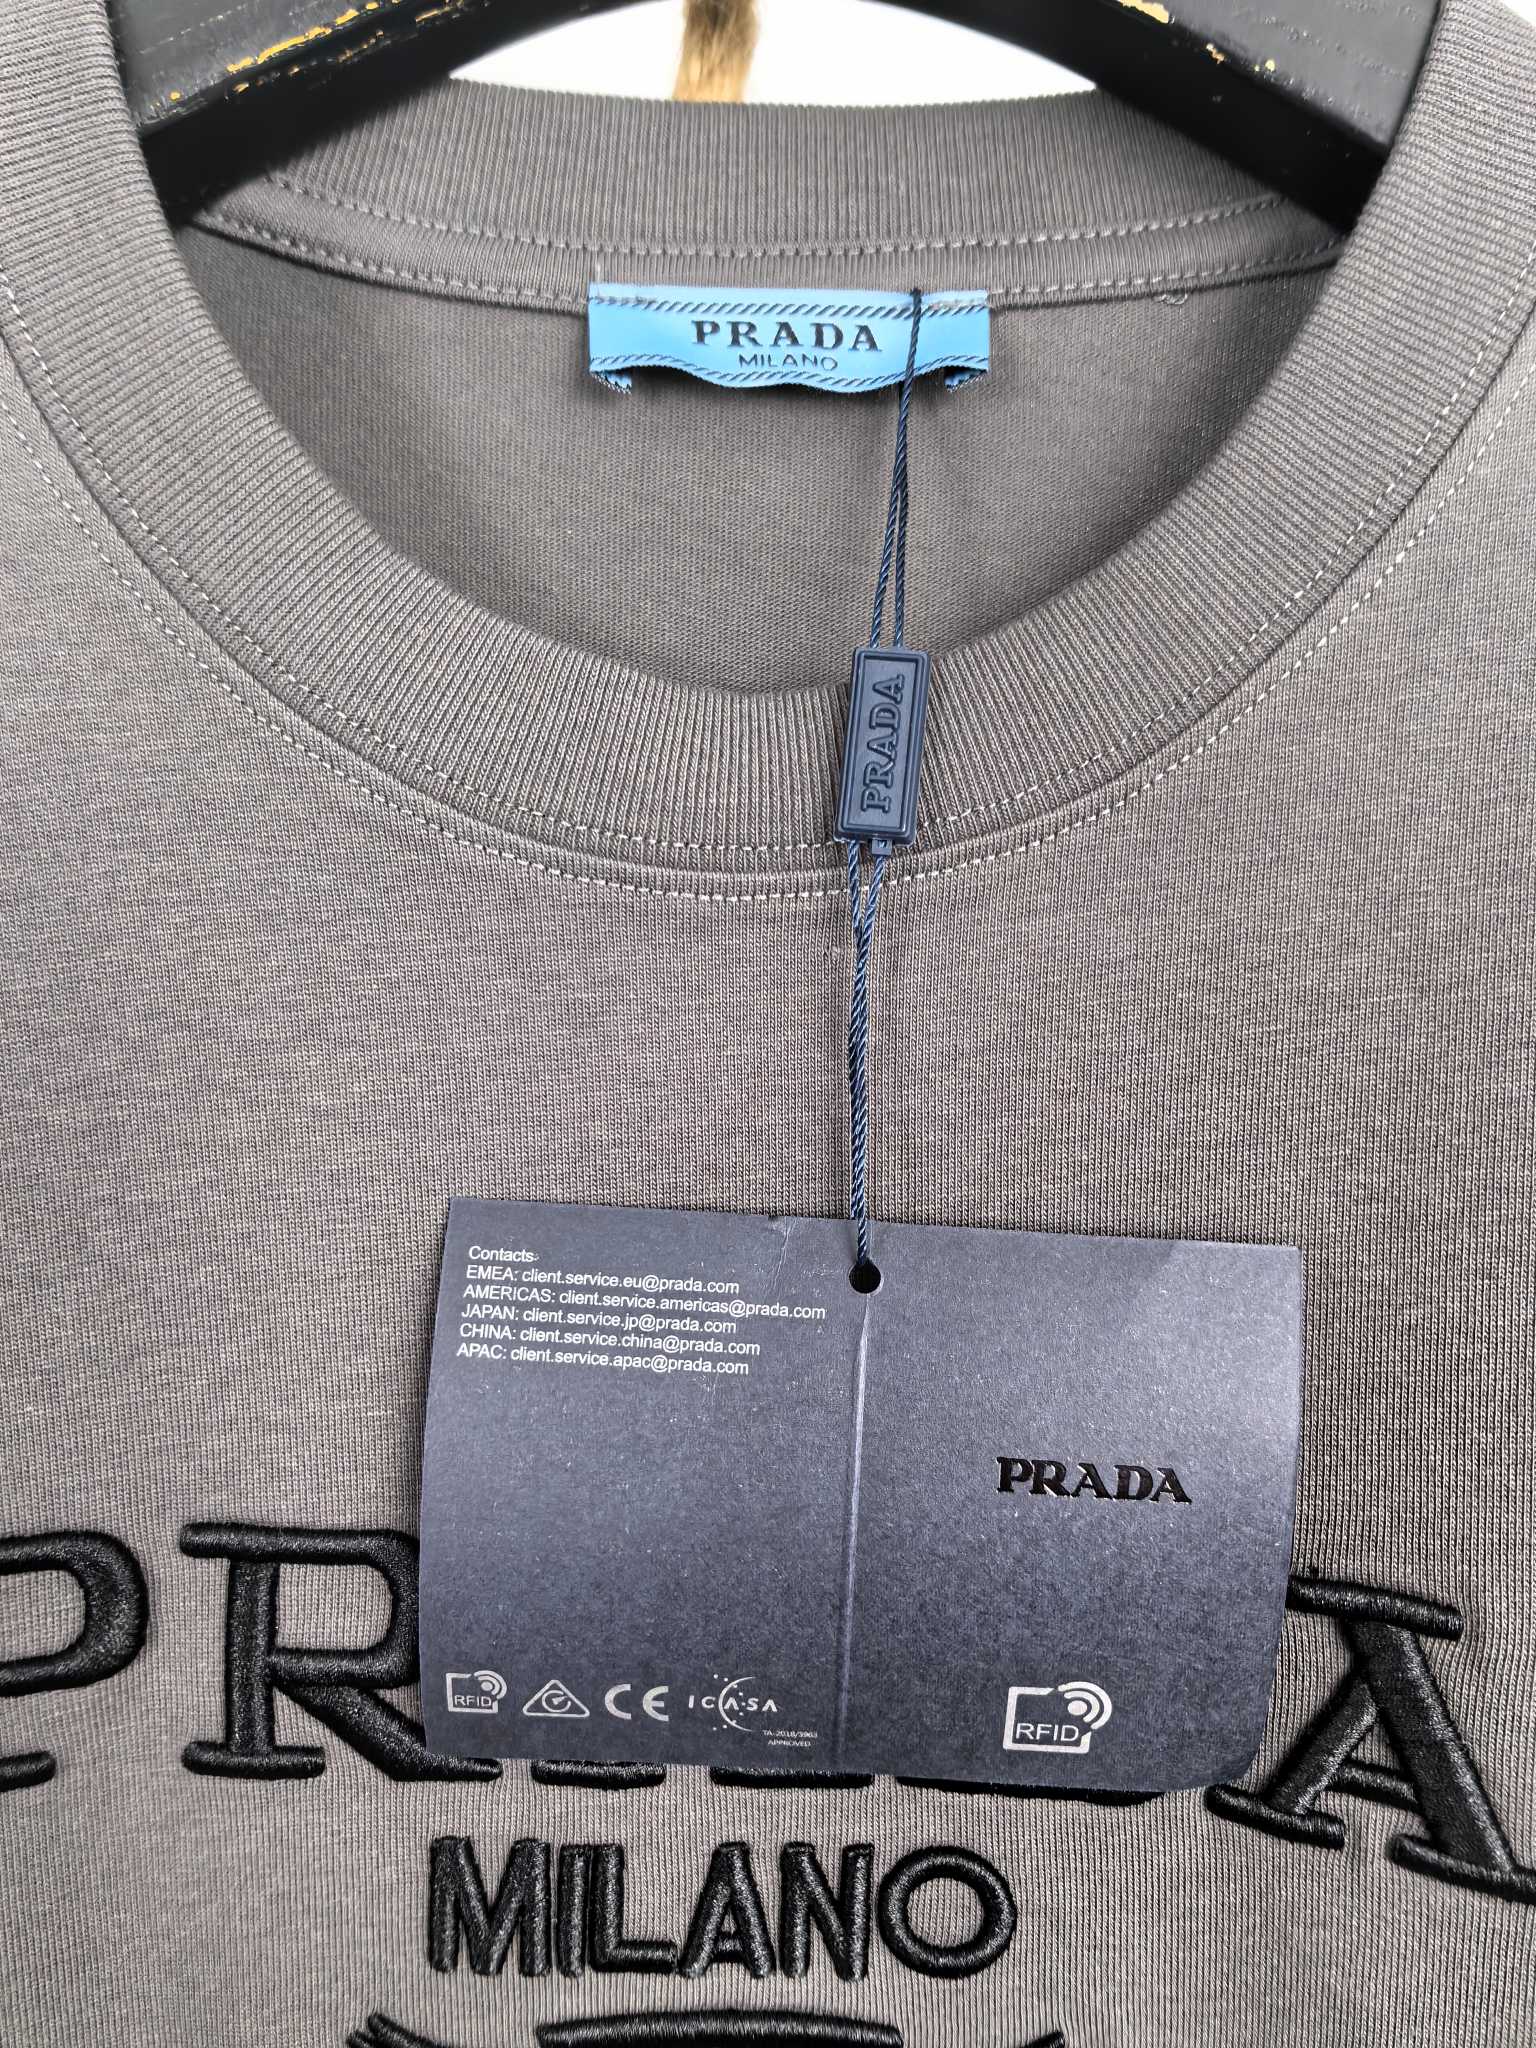 PRADA
MILANO
PRADA
Contacts:
EMEA: client.service.eu@prada.com
AMERICAS: client.service.americas@prada.com
JAPAN: client.service.jp@prada.com
CHINA: client.service.china@prada.com
APAC: client.service.apac@prada.com
PRADA
RFID
CE
ICASA
TA-2018/3963
APPROVED
RFID
PRADA
MILANO